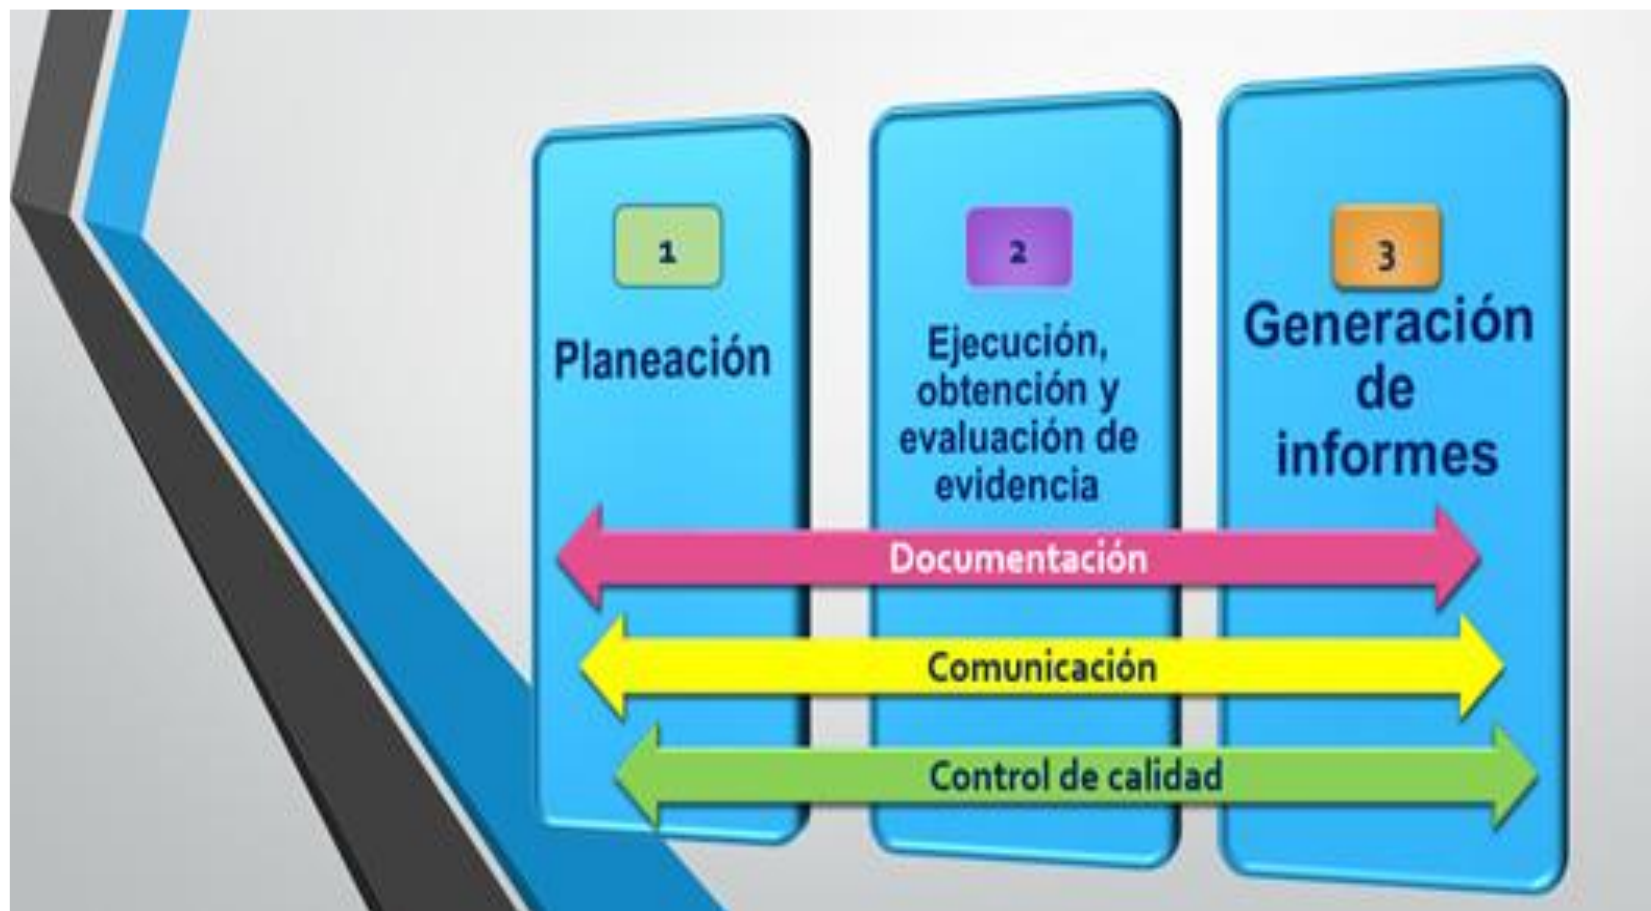 1
Planeación
2
Ejecución,
obtención y
evaluación de
evidencia
3
Generación
de
informes
Documentación
Comunicación
Control de calidad